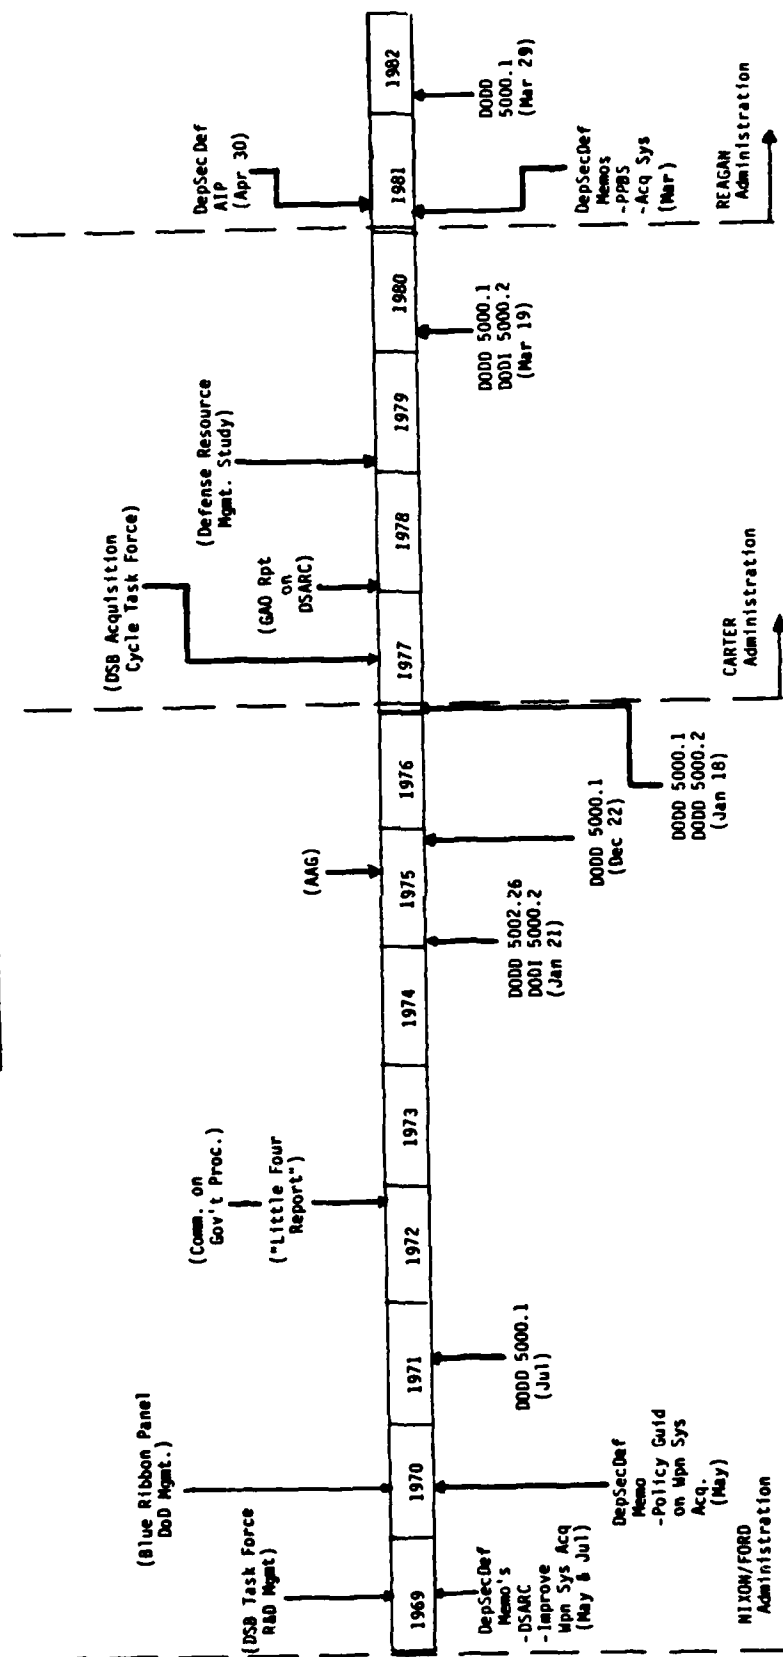 (DSB Task Force
R&D Mgmt)
(Blue Ribbon Panel
DoD Mgmt.)
(Comm. on
Gov't Proc.)
("Little Four
Report")
(AAG)
(DSB Acquisition
Cycle Task Force)
(GAO Rpt
on
DSARC)
(Defense Resource
Mgmt. Study)
DepSecDef
AIP
(Apr 30)
1969
1970
1971
1972
1973
1974
1975
1976
1977
1978
1979
1980
1981
1982
DepSecDef
Memo's
-DSARC
-Improve
Wpn Sys Acq
(May & Jul)
DepSecDef
Memo
-Policy Guid
on Wpn Sys
Acq.
(May)
DODD 5000.1
(Jul)
DODD 5002.26
DODI 5000.2
(Jan 21)
DODD 5000.1
(Dec 22)
DODD 5000.1
DODD 5000.2
(Jan 18)
DODD 5000.1
DODI 5000.2
(Mar 19)
DepSecDef
Memos
-PPBS
-Acq Sys
(Mar)
DODD
5000.1
(Mar 29)
NIXON/FORD
Administration
CARTER
Administration
REAGAN
Administration